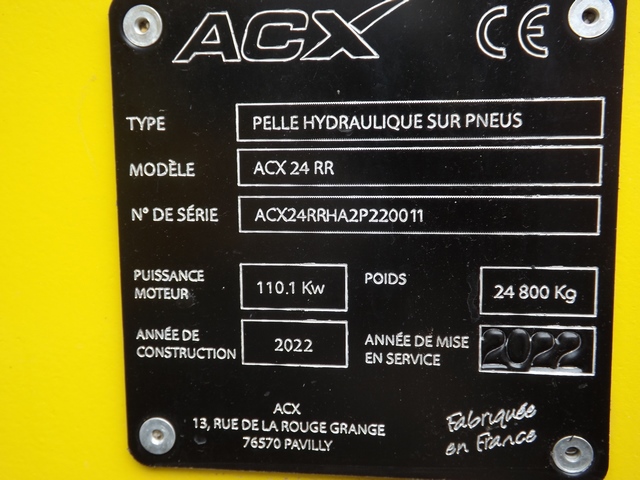 ACX CE
TYPE PELLE HYDRAULIQUE SUR PNEUS
MODÈLE ACX 24 RR
N° DE SÉRIE ACX24RRHA2P220011
PUISSANCE
MOTEUR 110.1 Kw
POIDS 24 800 Kg
ANNÉE DE
CONSTRUCTION 2022
ANNÉE DE MISE
EN SERVICE 2022
ACX
13, RUE DE LA ROUGE GRANGE
76570 PAVILLY
Fabriquée
en France